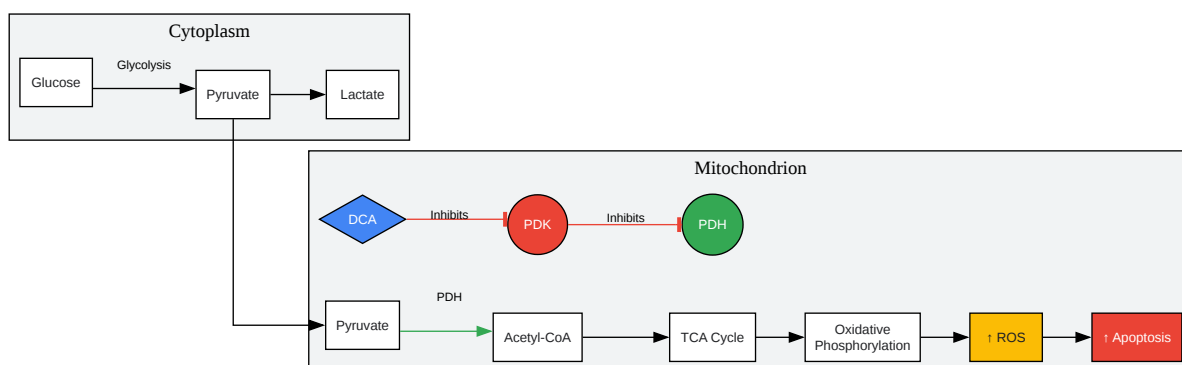 Cytoplasm
Glucose
Glycolysis
Pyruvate
Lactate
Mitochondrion
DCA
Inhibits
PDK
Inhibits
PDH
Pyruvate
PDH
Acetyl-CoA
TCA Cycle
Oxidative
Phosphorylation
↑ ROS
↑ Apoptosis